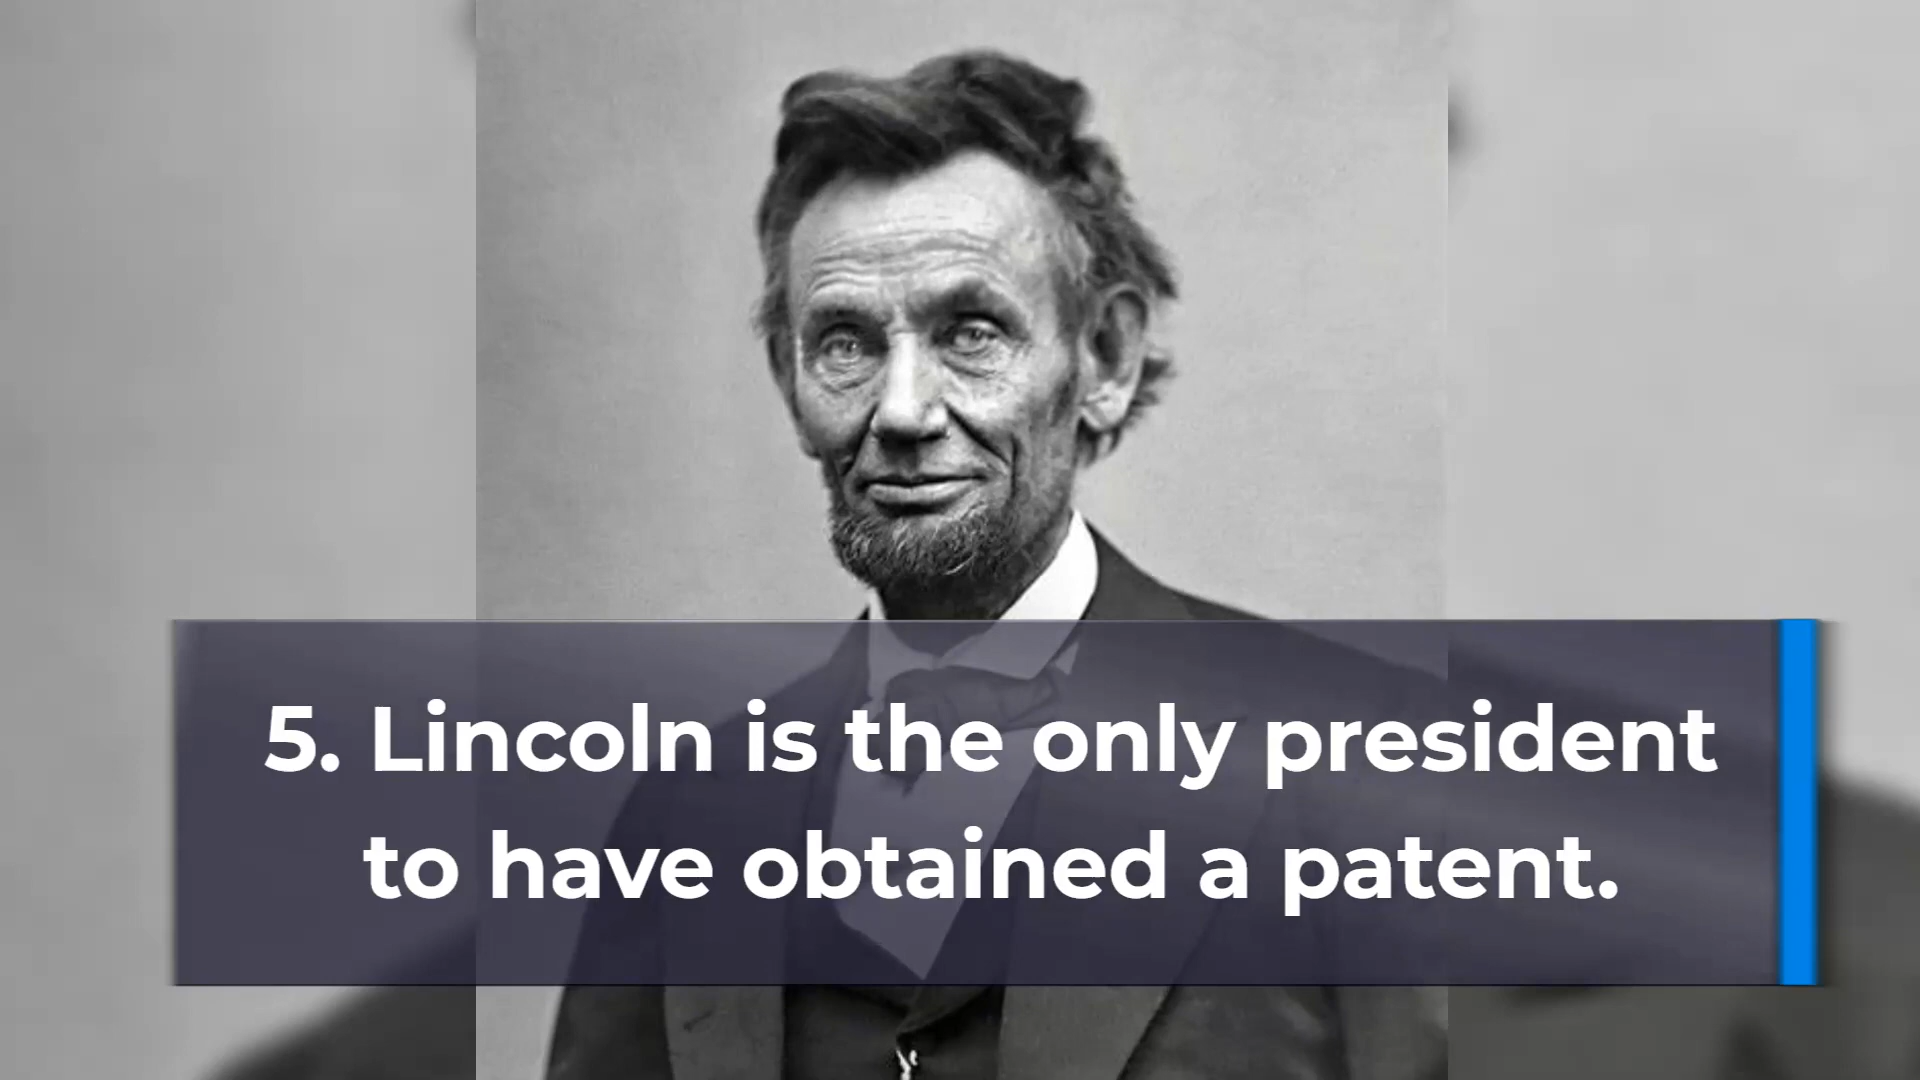 5. Lincoln is the only president
to have obtained a patent.